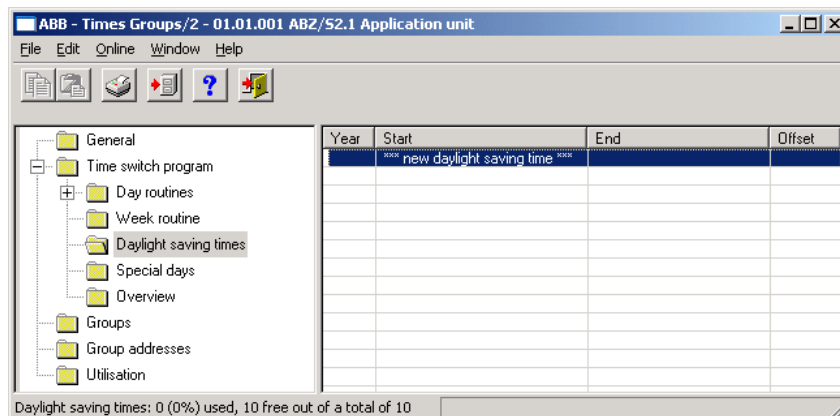 ABB - Times Groups/2 - 01.01.001 ABZ/S2.1 Application unit
File Edit Online Window Help
?
General
Time switch program
Day routines
Week routine
Daylight saving times
Special days
Overview
Groups
Group addresses
Utilisation
Year Start End Offset
*** new daylight saving time ***
Daylight saving times: 0 (0%) used, 10 free out of a total of 10